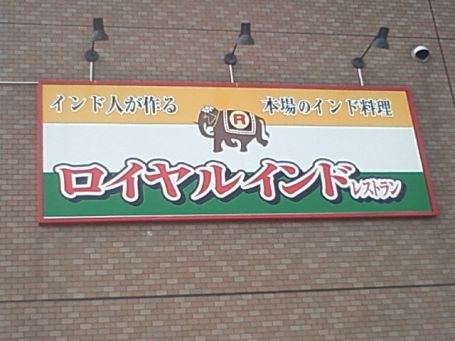 インド人が作る 本場のインド料理
R
ロイヤルインドレストラン